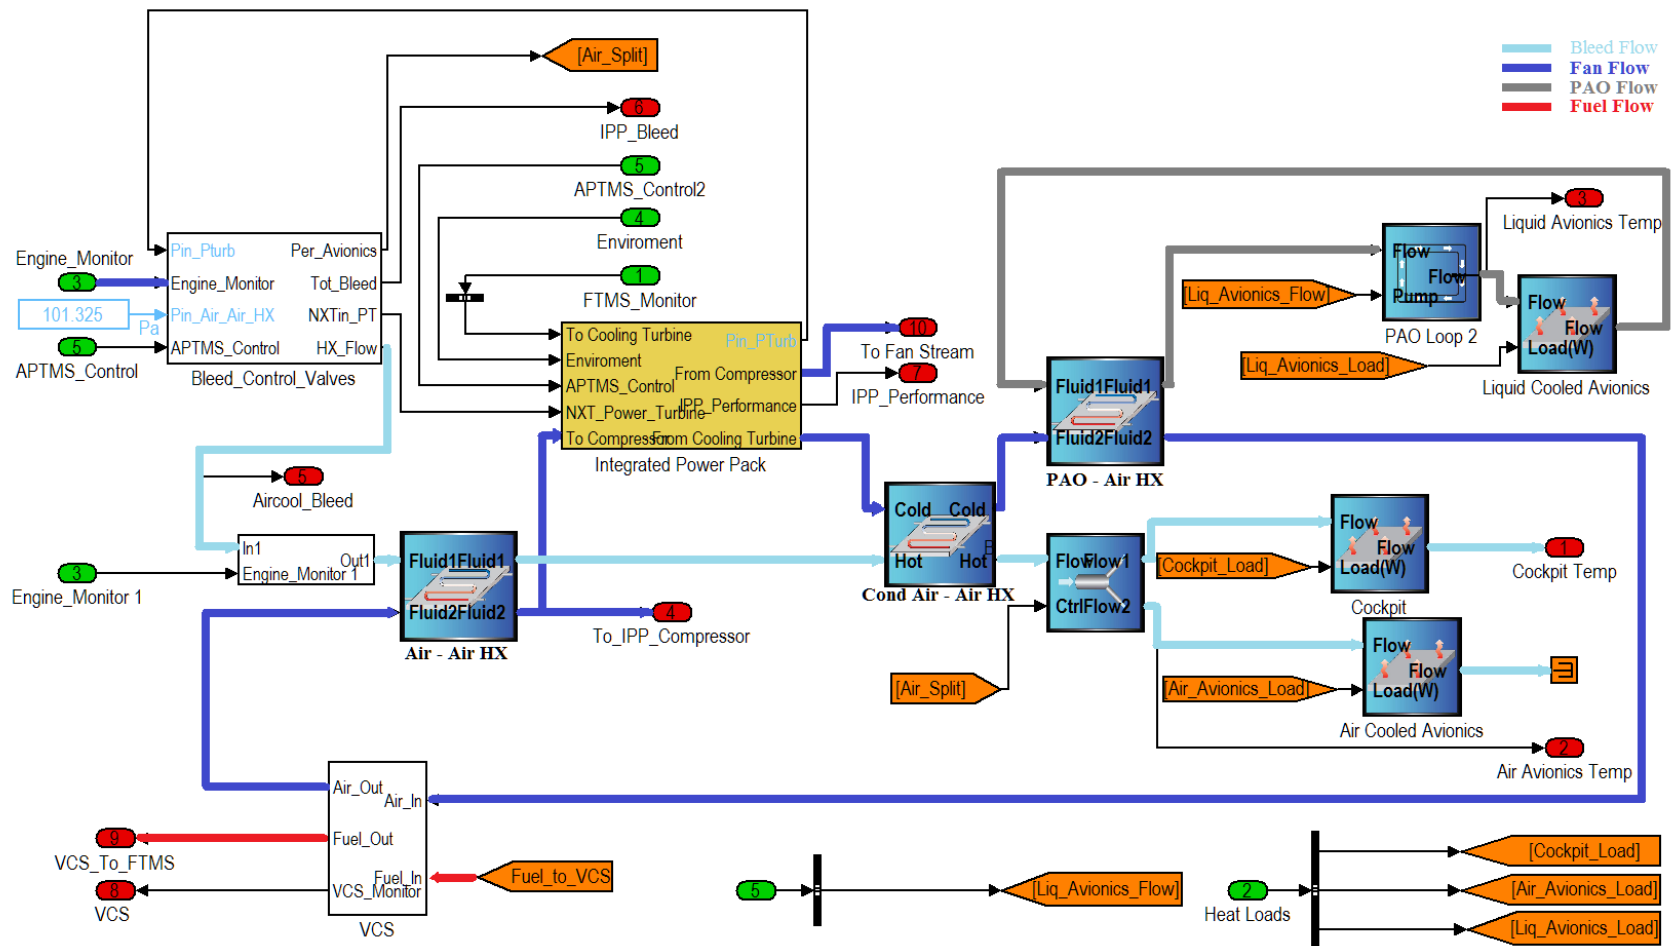 [Air_Split]
Bleed Flow
Fan Flow
PAO Flow
Fuel Flow
6
IPP_Bleed
5
APTMS_Control2
4
Enviroment
1
FTMS_Monitor
Engine_Monitor
3
101.325
Pa
5
APTMS_Control
Pin_Pturb
Per_Avionics
Engine_Monitor
Tot_Bleed
Pin_Air_Air_HX
NXTin_PT
APTMS_Control
HX_Flow
Bleed_Control_Valves
To Cooling Turbine
Pin_PTurb
Enviroment
From Compressor
APTMS_Control
IPP_Performance
NXT_Power_Turbine
To Compressor
From Cooling Turbine
Integrated Power Pack
10
To Fan Stream
7
IPP_Performance
3
Liquid Avionics Temp
Flow
Flow
Pump
PAO Loop 2
[Liq_Avionics_Flow]
[Liq_Avionics_Load]
Flow
Flow
Load(W)
Liquid Cooled Avionics
Fluid1Fluid1
Fluid2Fluid2
PAO - Air HX
5
Aircool_Bleed
In1
Out1
Engine_Monitor 1
3
Engine_Monitor 1
Fluid1Fluid1
Fluid2Fluid2
Air - Air HX
4
To_IPP_Compressor
Cold Cold
Hot Hot
Cond Air - Air HX
Flow Flow1
Ctrl Flow2
[Air_Split]
[Cockpit_Load]
Flow
Flow
Load(W)
Cockpit
1
Cockpit Temp
[Air_Avionics_Load]
Flow
Flow
Load(W)
Air Cooled Avionics
2
Air Avionics Temp
Air_Out
Air_In
Fuel_Out
Fuel_In
VCS_Monitor
VCS
9
VCS_To_FTMS
8
VCS
Fuel_to_VCS
5
[Liq_Avionics_Flow]
2
Heat Loads
[Cockpit_Load]
[Air_Avionics_Load]
[Liq_Avionics_Load]